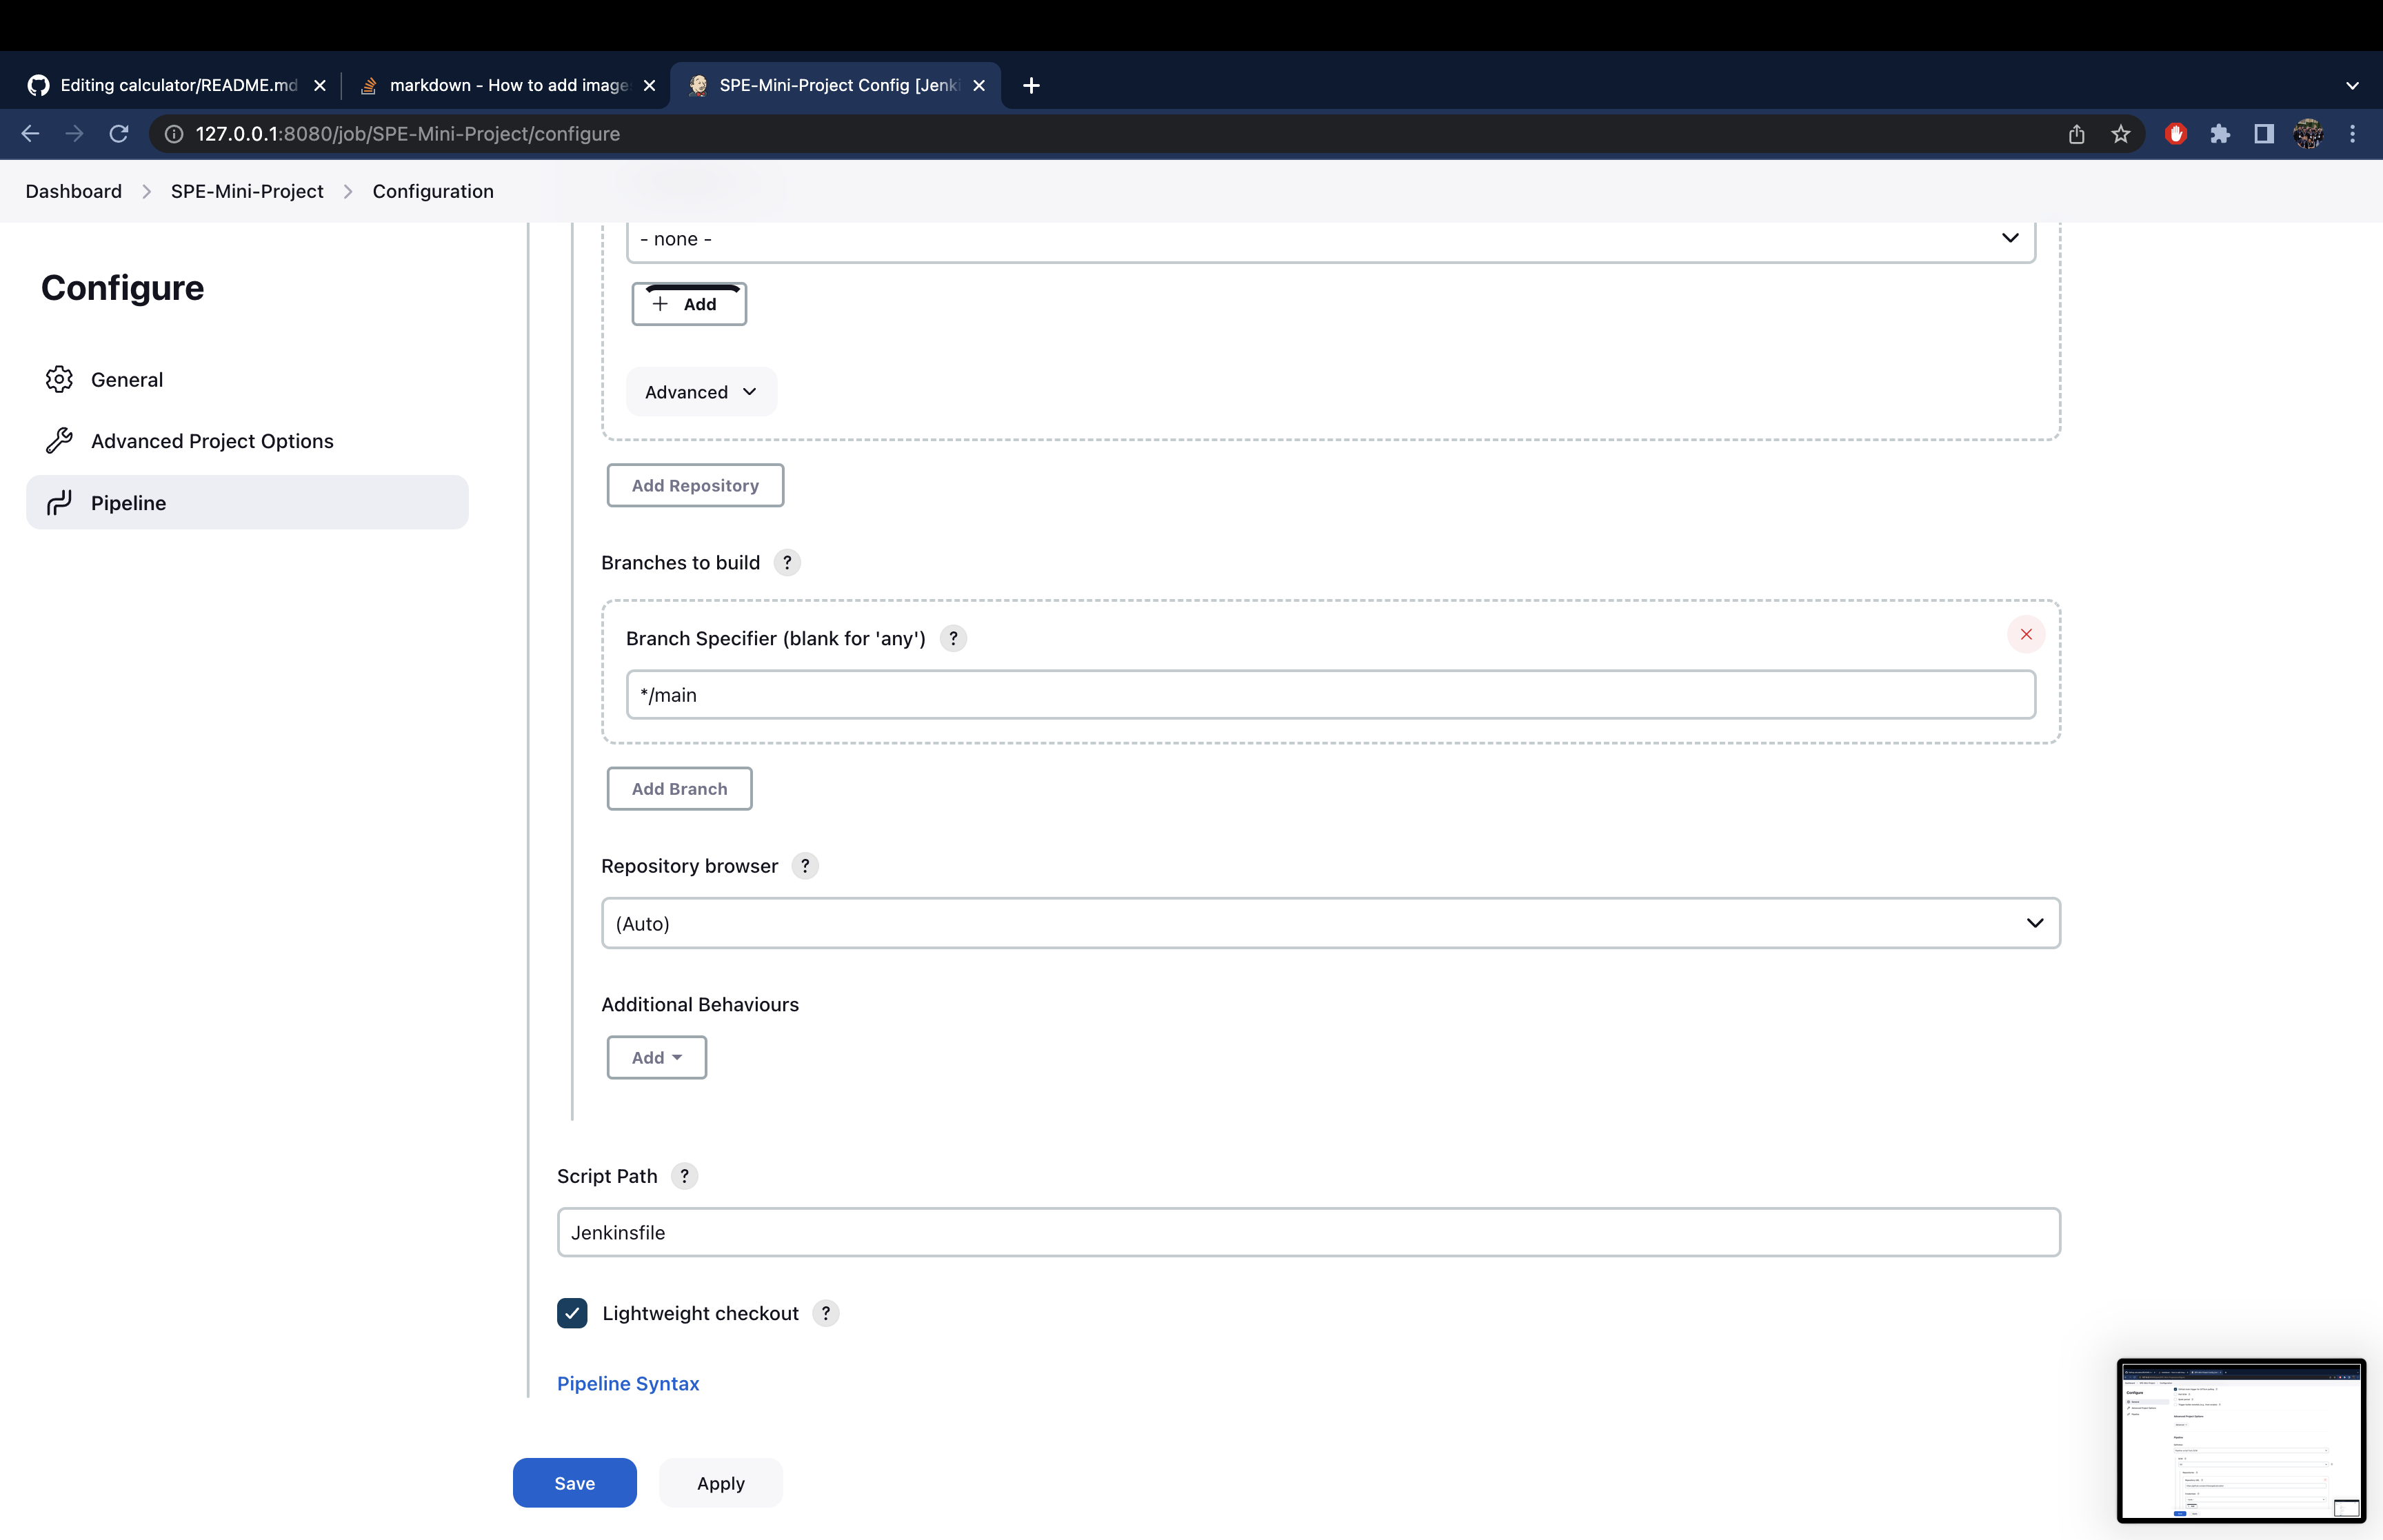 Editing calculator/README.md
markdown - How to add image
SPE-Mini-Project Config [Jenki
127.0.0.1:8080/job/SPE-Mini-Project/configure
Dashboard > SPE-Mini-Project > Configuration
Configure
General
Advanced Project Options
Pipeline
- none -
+ Add
Advanced
Add Repository
Branches to build ?
Branch Specifier (blank for 'any') ?
*/main
Add Branch
Repository browser ?
(Auto)
Additional Behaviours
Add
Script Path ?
Jenkinsfile
Lightweight checkout ?
Pipeline Syntax
Save
Apply